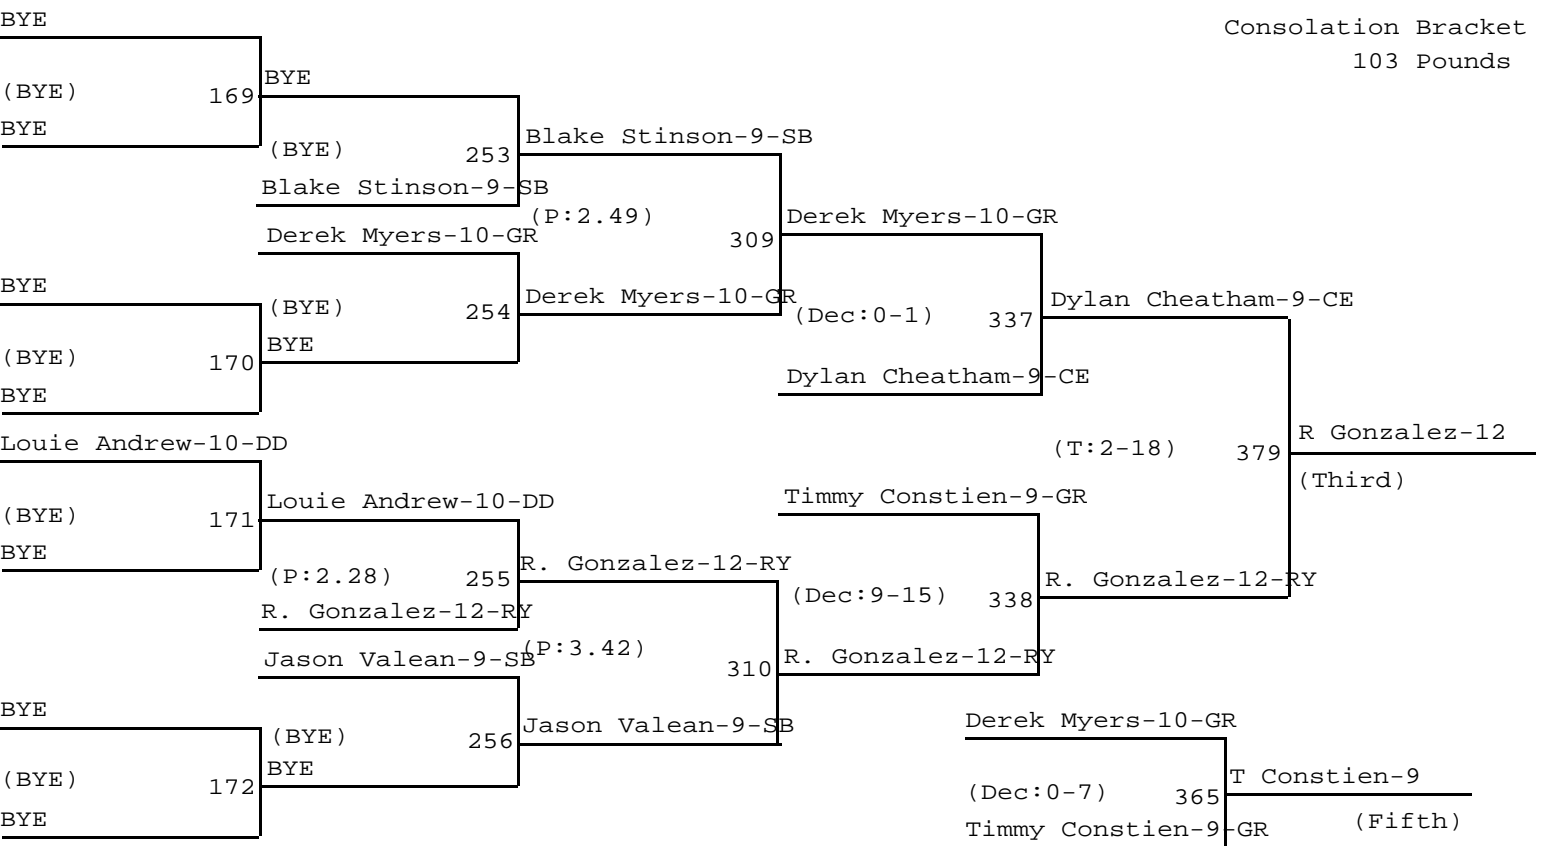 BYE
Consolation Bracket
103 Pounds
BYE
(BYE)
169
BYE
Blake Stinson-9-SB
(BYE)
253
Blake Stinson-9-SB
(P:2.49)
Derek Myers-10-GR
Derek Myers-10-GR
309
BYE
Derek Myers-10-GR
Dylan Cheatham-9-CE
(BYE)
254
(Dec:0-1)
337
BYE
(BYE)
170
Dylan Cheatham-9-CE
BYE
R Gonzalez-12
Louie Andrew-10-DD
(T:2-18)
379
(Third)
Timmy Constien-9-GR
Louie Andrew-10-DD
(BYE)
171
BYE
R. Gonzalez-12-RY
(P:2.28)
255
R. Gonzalez-12-RY
(Dec:9-15)
338
R. Gonzalez-12-RY
(P:3.42)
Jason Valean-9-SB
R. Gonzalez-12-RY
310
BYE
Jason Valean-9-SB
Derek Myers-10-GR
(BYE)
256
BYE
T Constien-9
(BYE)
172
(Dec:0-7)
365
BYE
Timmy Constien-9-GR
(Fifth)